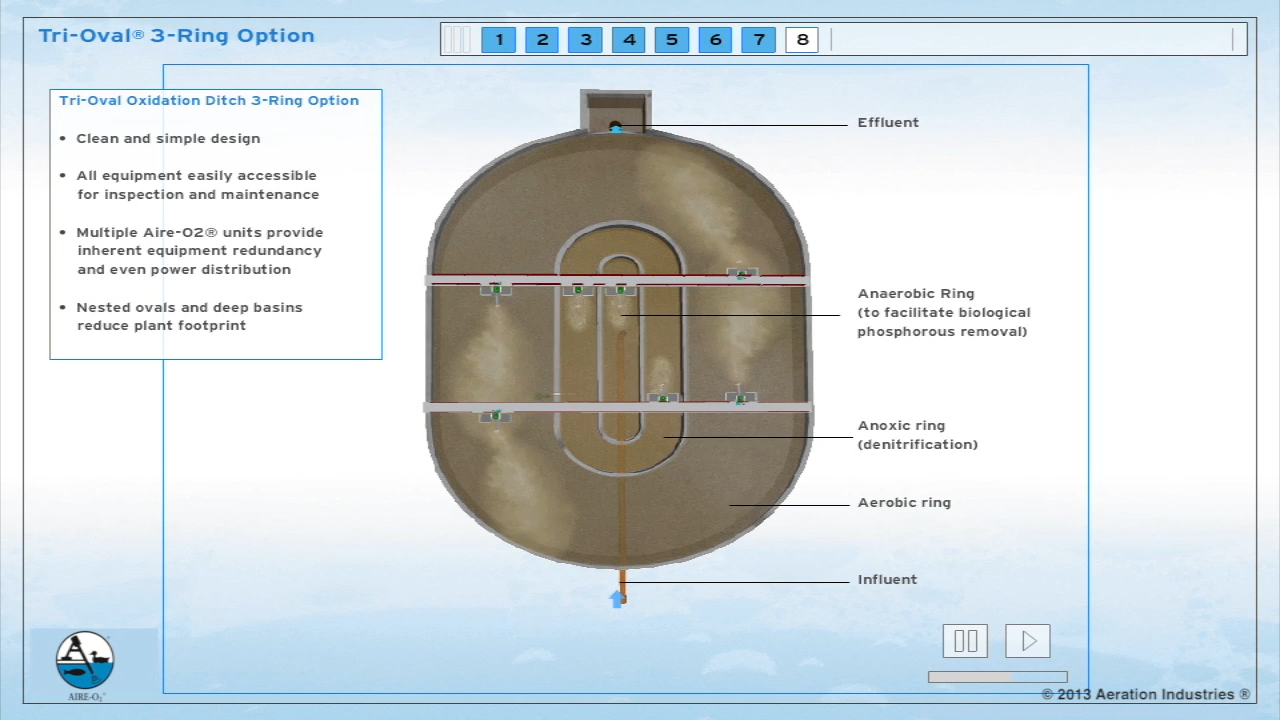 Tri-Oval® 3-Ring Option
1 2 3 4 5 6 7 8
Tri-Oval Oxidation Ditch 3-Ring Option
• Clean and simple design
• All equipment easily accessible
for inspection and maintenance
• Multiple Aire-O2® units provide
inherent equipment redundancy
and even power distribution
• Nested ovals and deep basins
reduce plant footprint
Effluent
Anaerobic Ring
(to facilitate biological
phosphorous removal)
Anoxic ring
(denitrification)
Aerobic ring
Influent
AIRE-O₂®
© 2013 Aeration Industries ®